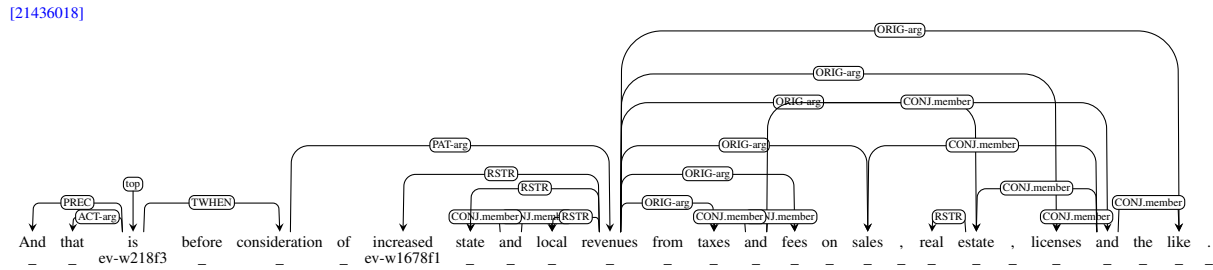 [21436018]
ORIG-arg
ORIG-arg
ORIG-arg CONJ.member
PAT-arg ORIG-arg CONJ.member
RSTR ORIG-arg
top RSTR CONJ.member
PREC TWHEN ORIG-arg CONJ.member
ACT-arg CONJ.member NJ.memb RSTR CONJ.member NJ.member RSTR CONJ.member
And that is before consideration of increased state and local revenues from taxes and fees on sales , real estate , licenses and the like .
_ _ ev-w218f3 _ _ _ ev-w1678f1 _ _ _ _ _ _ _ _ _ _ _ _ _ _ _ _ _ _ _